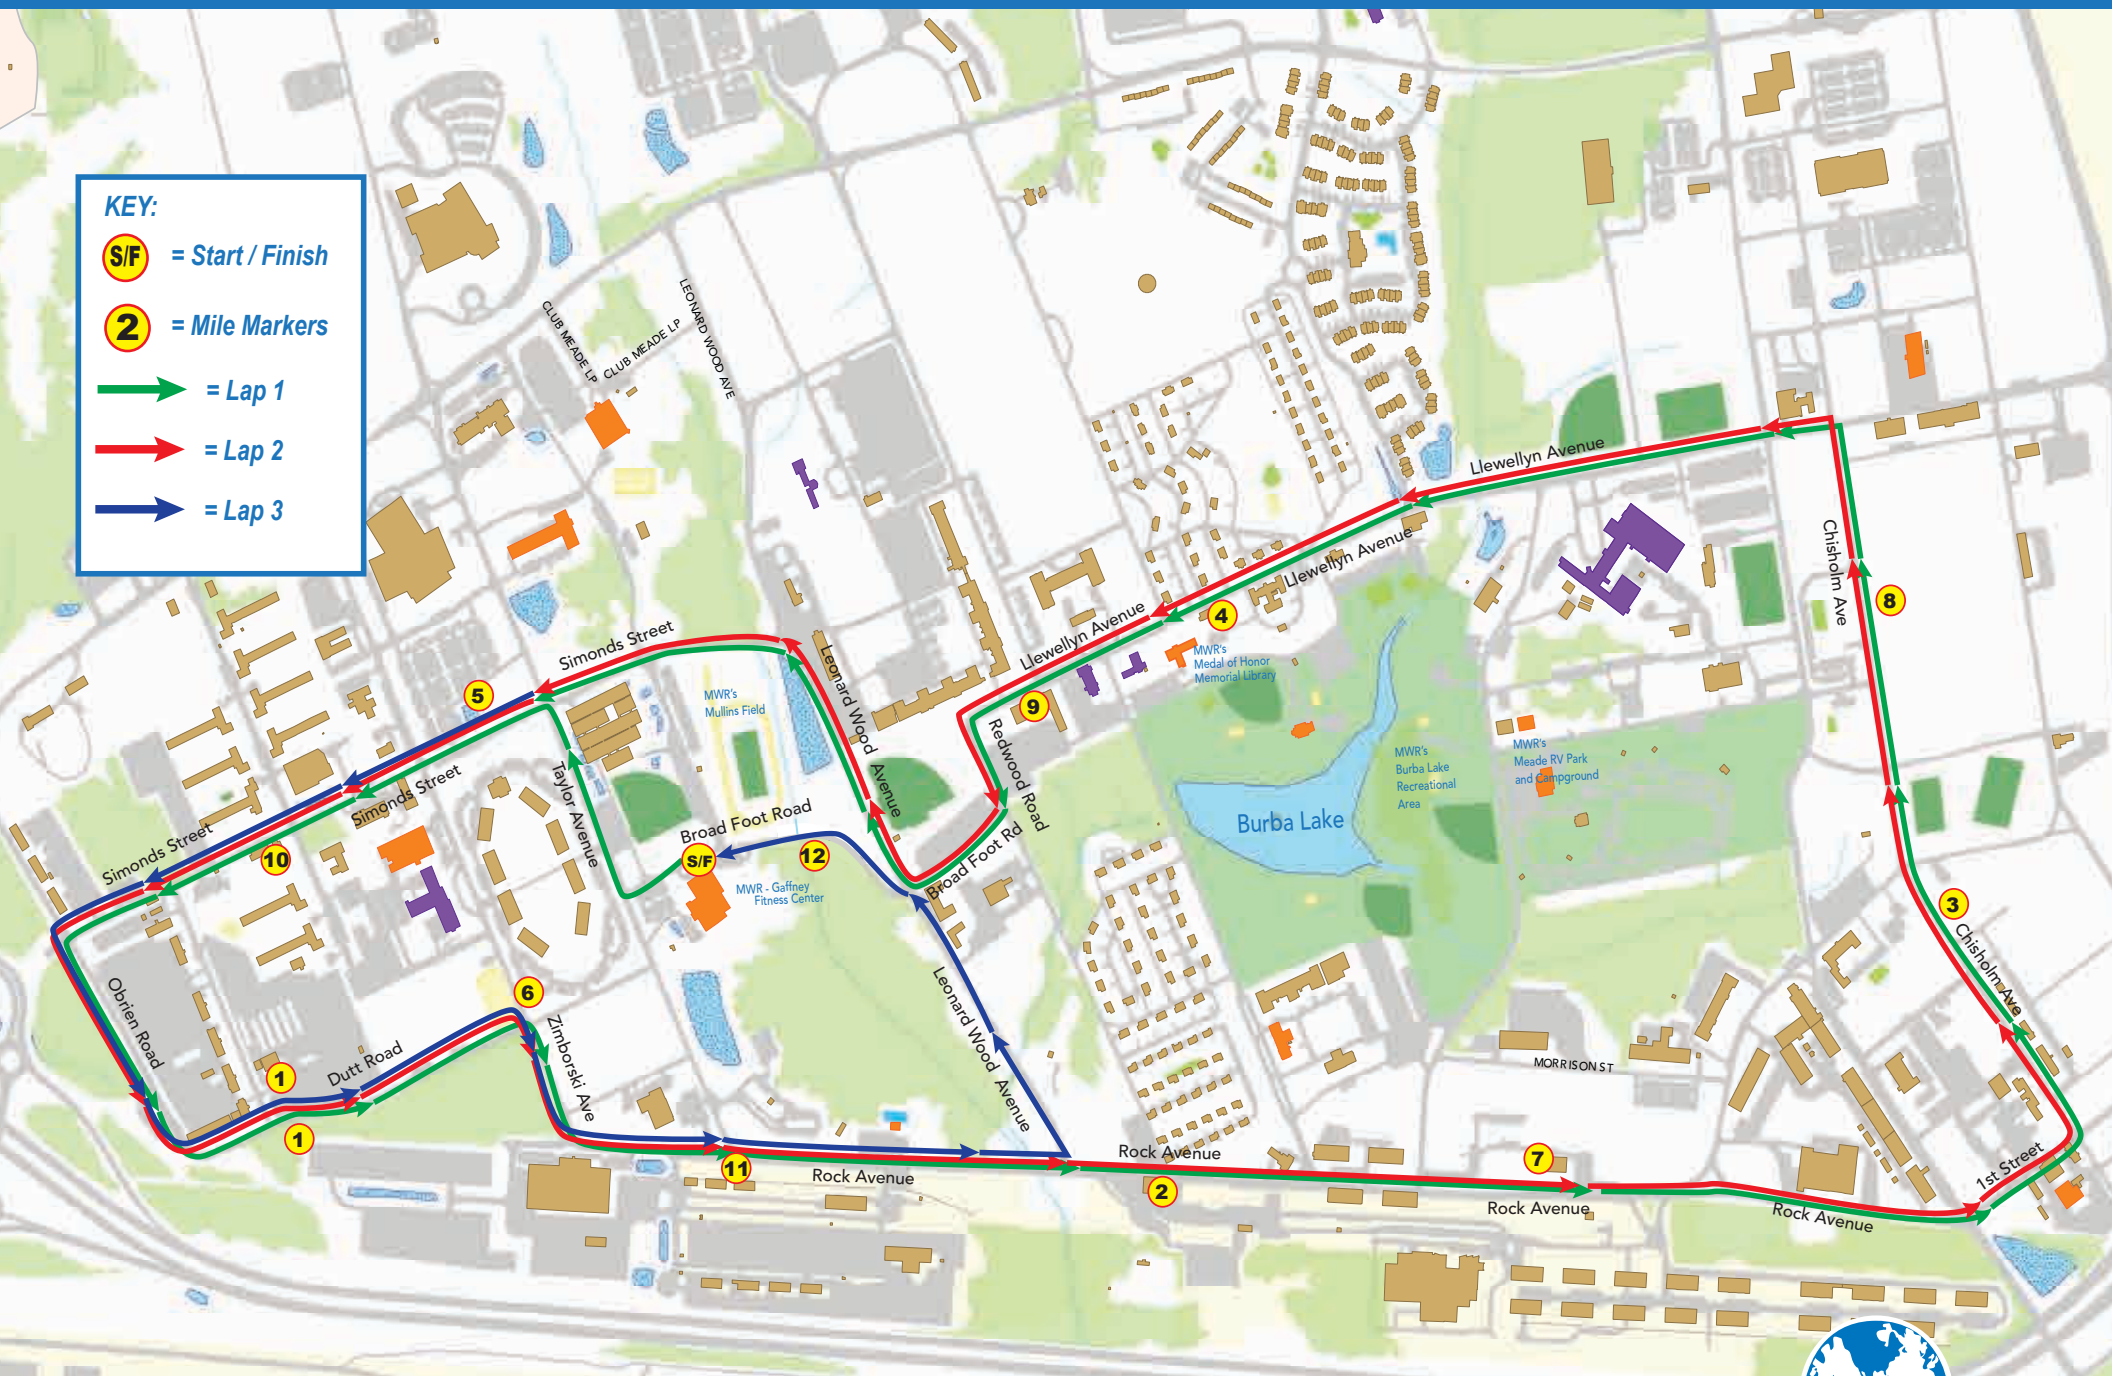 KEY:
S/F = Start / Finish
2 = Mile Markers
= Lap 1
= Lap 2
= Lap 3
CLUB MEADE LP
CLUB MEADE LP
LEONARD WOOD AVE
Llewellyn Avenue
Chisholm Ave
Llewellyn Avenue
8
4
Llewellyn Avenue
Simonds Street
Leonard Wood
Avenue
MWR's
Medal of Honor
Memorial Library
5
MWR's
Mullins Field
9
Redwood Road
MWR's
Burba Lake
Recreational
Area
MWR's
Meade RV Park
and Campground
Taylor Avenue
Simonds Street
Broad Foot Road
Burba Lake
Simonds Street
10
S/F
12
Broad Foot Rd
MWR - Gaffney
Fitness Center
3
Chisholm Ave
Obrien Road
6
Leonard Wood Avenue
Zimborski Ave
Dutt Road
1
MORRISON ST
1
Rock Avenue
7
1st Street
11
Rock Avenue
2
Rock Avenue
Rock Avenue